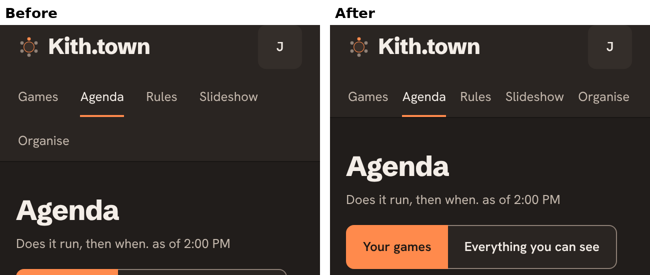 Before
Kith.town
J
Games Agenda Rules Slideshow
Organise
Agenda
Does it run, then when. as of 2:00 PM
After
Kith.town
J
Games Agenda Rules Slideshow Organise
Agenda
Does it run, then when. as of 2:00 PM
Your games Everything you can see